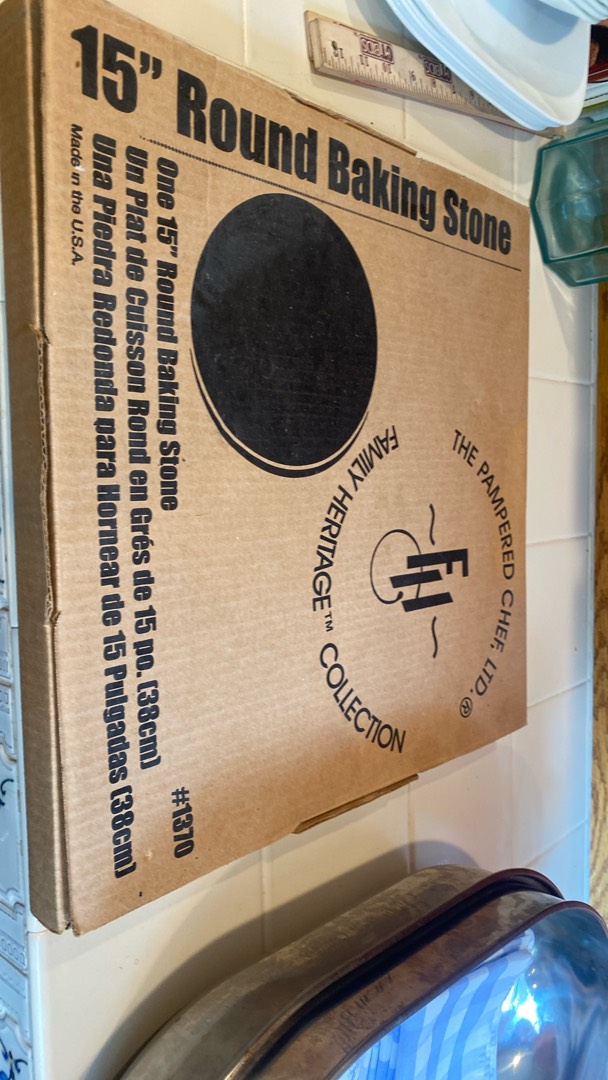 15” Round Baking Stone
One 15” Round Baking Stone
Un Plat de Cuisson Rond en Grés de 15 po. (38cm)
Una Piedra Redonda para Hornear de 15 Pulgadas (38cm)
Made in the U.S.A.
#1370
THE PAMPERED CHEF, LTD.®
FH
FAMILY HERITAGE™ COLLECTION